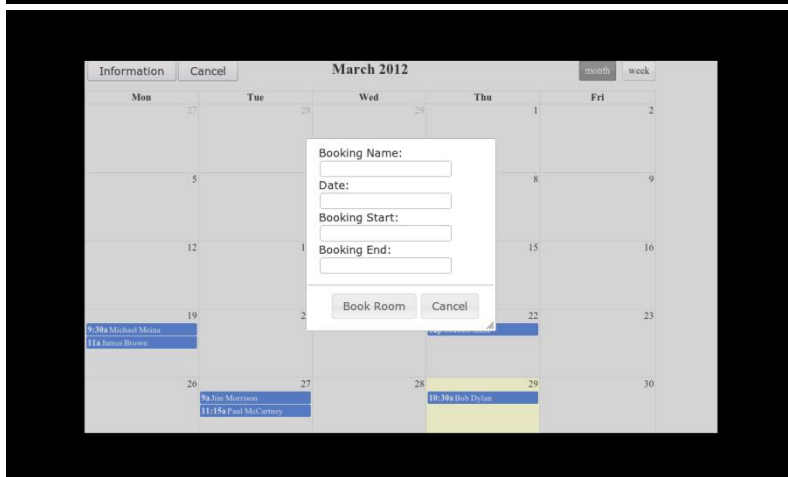 Information Cancel March 2012 month week
Mon Tue Wed Thu Fri
27 28 29 1 2
Booking Name:
5 8 9
Date:
Booking Start:
12 1 15 16
Booking End:
Book Room Cancel
19 2 22 23
9:30a Michael Meina
11a James Brown
26 27 28 29 30
9a Jim Morrison 10:30a Bob Dylan
11:15a Paul McCartney